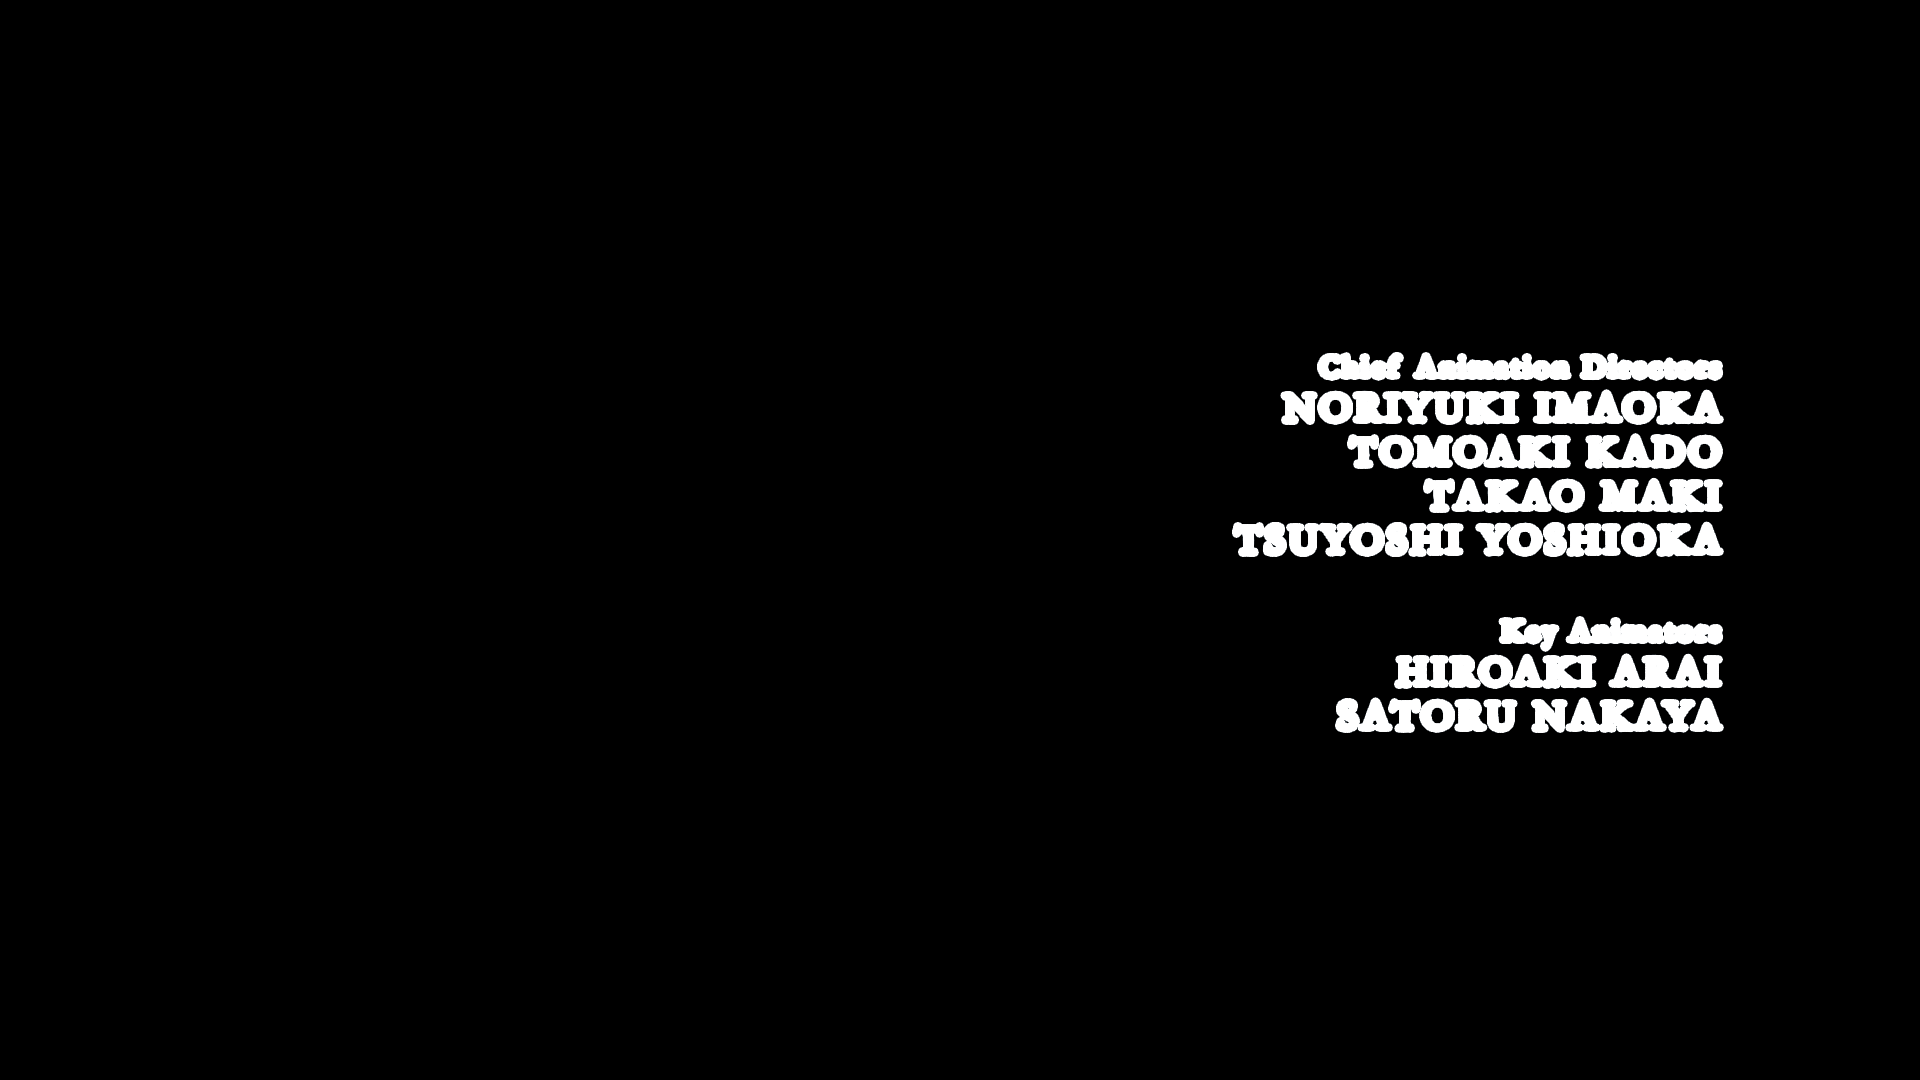 Chief Animation Directors
NORIYUKI IMAOKA
TOMOAKI KADO
TAKAO MAKI
TSUYOSHI YOSHIOKA
Key Animators
HIROAKI ARAI
SATORU NAKAYA